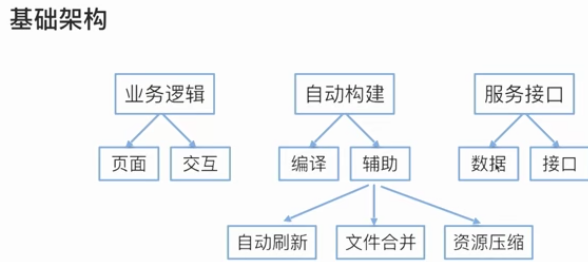 基础架构
业务逻辑 自动构建 服务接口
页面 交互 编译 辅助 数据 接口
自动刷新 文件合并 资源压缩